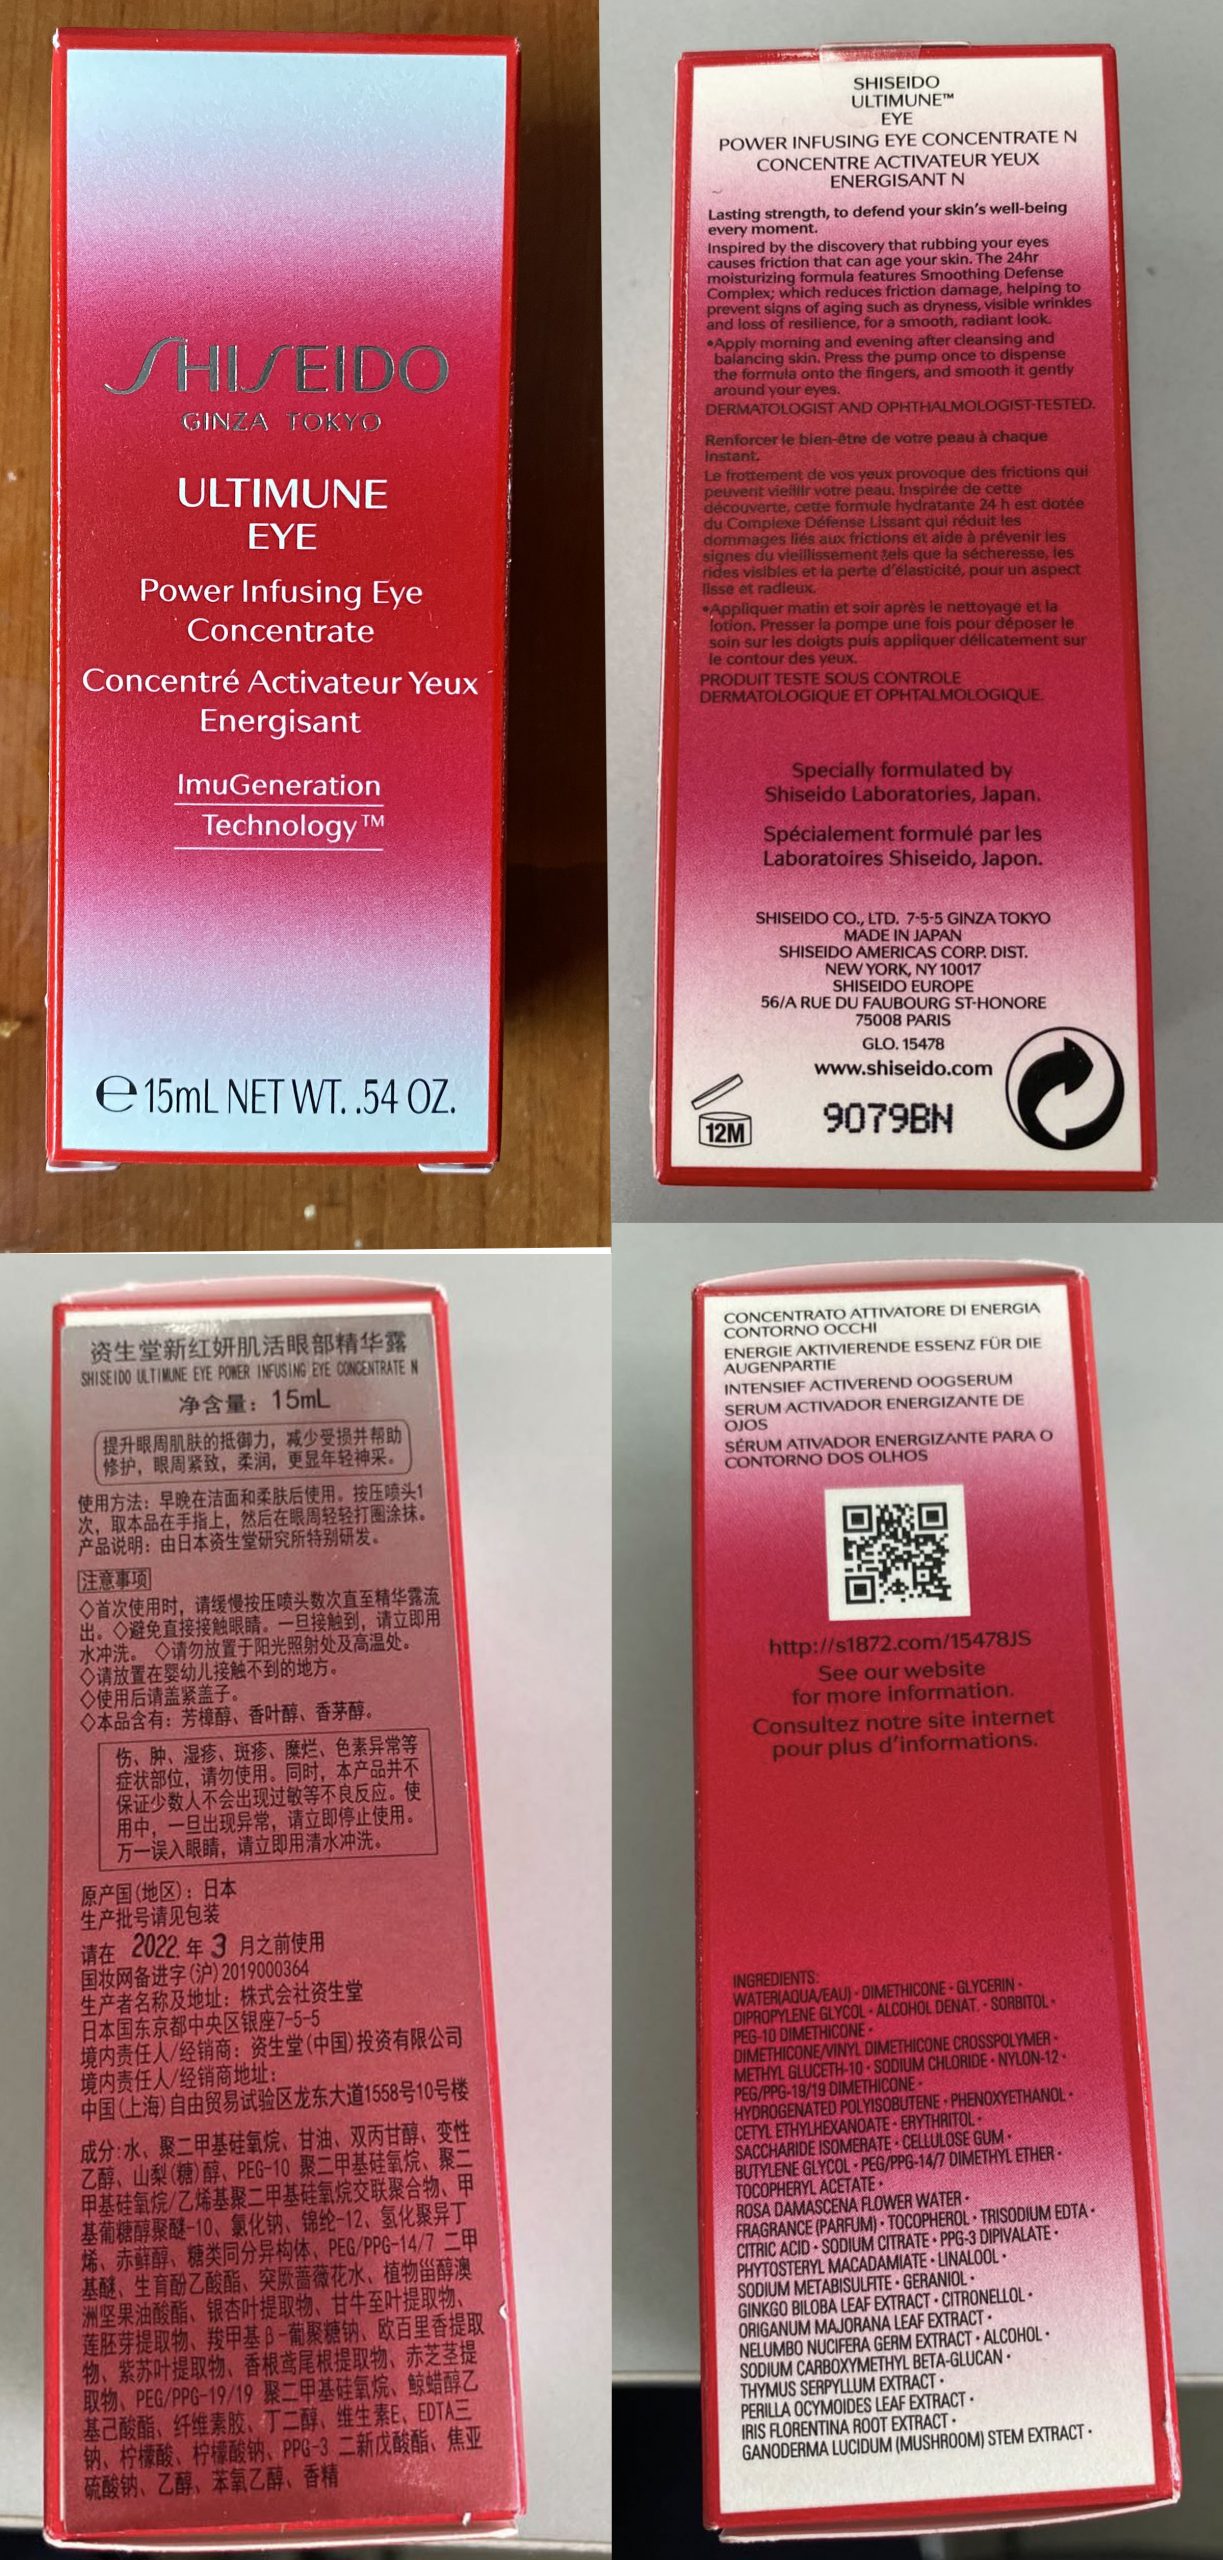 SHISEIDO
GINZA TOKYO
ULTIMUNE
EYE
Power Infusing Eye
Concentrate
Concentré Activateur Yeux
Energisant
ImuGeneration
Technology™
℮15mL NET WT. .54 OZ.
SHISEIDO
ULTIMUNE™
EYE
POWER INFUSING EYE CONCENTRATE N
CONCENTRE ACTIVATEUR YEUX
ENERGISANT N
Lasting strength, to defend your skin's well-being
every moment.
Inspired by the discovery that rubbing your eyes
causes friction that can age your skin. The 24hr
moisturizing formula features Smoothing Defense
Complex; which reduces friction damage, helping to
prevent signs of aging such as dryness, visible wrinkles
and loss of resilience, for a smooth, radiant look.
•Apply morning and evening after cleansing and
balancing skin. Press the pump once to dispense
the formula onto the fingers, and smooth it gently
around your eyes.
DERMATOLOGIST AND OPHTHALMOLOGIST-TESTED.
Renforcer le bien-être de votre peau à chaque
instant.
Le frottement de vos yeux provoque des frictions qui
peuvent vieillir votre peau. Inspirée de cette
découverte, cette formule hydratante 24 h est dotée
du Complexe Défense Lissant qui réduit les
dommages liés aux frictions et aide à prévenir les
signes du vieillissement tels que la sécheresse, les
rides visibles et la perte d'élasticité, pour un aspect
lisse et radieux.
•Appliquer matin et soir après le nettoyage et la
lotion. Presser la pompe une fois pour déposer le
soin sur les doigts puis appliquer délicatement sur
le contour des yeux.
PRODUIT TESTE SOUS CONTROLE
DERMATOLOGIQUE ET OPHTALMOLOGIQUE.
Specially formulated by
Shiseido Laboratories, Japan.
Spécialement formulé par les
Laboratoires Shiseido, Japon.
SHISEIDO CO., LTD. 7-5-5 GINZA TOKYO
MADE IN JAPAN
SHISEIDO AMERICAS CORP. DIST.
NEW YORK, NY 10017
SHISEIDO EUROPE
56/A RUE DU FAUBOURG ST-HONORE
75008 PARIS
GLO. 15478
www.shiseido.com
12M
9079BN
资生堂新红妍肌活眼部精华露
SHISEIDO ULTIMUNE EYE POWER INFUSING EYE CONCENTRATE N
净含量：15mL
提升眼周肌肤的抵御力，减少受损并帮助
修护，眼周紧致，柔润，更显年轻神采。
使用方法：早晚在洁面和柔肤后使用。按压喷头1
次，取本品在手指上，然后在眼周轻轻打圈涂抹。
产品说明：由日本资生堂研究所特别研发。
注意事项
◇首次使用时，请缓慢按压喷头数次直至精华露流
出。◇避免直接接触眼睛。一旦接触到，请立即用
水冲洗。 ◇请勿放置于阳光照射处及高温处。
◇请放置在婴幼儿接触不到的地方。
◇使用后请盖紧盖子。
◇本品含有：芳樟醇、香叶醇、香茅醇。
伤、肿、湿疹、斑疹、糜烂、色素异常等
症状部位，请勿使用。同时，本产品并不
保证少数人不会出现过敏等不良反应。使
用中，一旦出现异常，请立即停止使用。
万一误入眼睛，请立即用清水冲洗。
原产国(地区)：日本
生产批号请见包装
请在 2022.年 3 月之前使用
国妆网备进字(沪)2019000364
生产者名称及地址：株式会社资生堂
日本国东京都中央区银座7-5-5
境内责任人/经销商：资生堂(中国)投资有限公司
境内责任人/经销商地址：
中国(上海)自由贸易试验区龙东大道1558号10号楼
成分:水、聚二甲基硅氧烷、甘油、双丙甘醇、变性
乙醇、山梨(糖)醇、PEG-10 聚二甲基硅氧烷、聚二
甲基硅氧烷/乙烯基聚二甲基硅氧烷交联聚合物、甲
基葡糖醇聚醚-10、氯化钠、锦纶-12、氢化聚异丁
烯、赤藓醇、糖类同分异构体、PEG/PPG-14/7 二甲
基醚、生育酚乙酸酯、突厥蔷薇花水、植物甾醇澳
洲坚果油酸酯、银杏叶提取物、甘牛至叶提取物、
莲胚芽提取物、羧甲基β-葡聚糖钠、欧百里香提取
物、紫苏叶提取物、香根鸢尾根提取物、赤芝茎提
取物、PEG/PPG-19/19 聚二甲基硅氧烷、鲸蜡醇乙
基己酸酯、纤维素胶、丁二醇、维生素E、EDTA三
钠、柠檬酸、柠檬酸钠、PPG-3 二新戊酸酯、焦亚
硫酸钠、乙醇、苯氧乙醇、香精
CONCENTRATO ATTIVATORE DI ENERGIA
CONTORNO OCCHI
ENERGIE AKTIVIERENDE ESSENZ FÜR DIE
AUGENPARTIE
INTENSIEF ACTIVEREND OOGSERUM
SERUM ACTIVADOR ENERGIZANTE DE
OJOS
SÉRUM ATIVADOR ENERGIZANTE PARA O
CONTORNO DOS OLHOS
http://s1872.com/15478JS
See our website
for more information.
Consultez notre site internet
pour plus d'informations.
INGREDIENTS:
WATER(AQUA/EAU)・DIMETHICONE・GLYCERIN・
DIPROPYLENE GLYCOL・ALCOHOL DENAT.・SORBITOL・
PEG-10 DIMETHICONE・
DIMETHICONE/VINYL DIMETHICONE CROSSPOLYMER・
METHYL GLUCETH-10・SODIUM CHLORIDE・NYLON-12・
PEG/PPG-19/19 DIMETHICONE・
HYDROGENATED POLYISOBUTENE・PHENOXYETHANOL・
CETYL ETHYLHEXANOATE・ERYTHRITOL・
SACCHARIDE ISOMERATE・CELLULOSE GUM・
BUTYLENE GLYCOL・PEG/PPG-14/7 DIMETHYL ETHER・
TOCOPHERYL ACETATE・
ROSA DAMASCENA FLOWER WATER・
FRAGRANCE (PARFUM)・TOCOPHEROL・TRISODIUM EDTA・
CITRIC ACID・SODIUM CITRATE・PPG-3 DIPIVALATE・
PHYTOSTERYL MACADAMIATE・LINALOOL・
SODIUM METABISULFITE・GERANIOL・
GINKGO BILOBA LEAF EXTRACT・CITRONELLOL・
ORIGANUM MAJORANA LEAF EXTRACT・
NELUMBO NUCIFERA GERM EXTRACT・ALCOHOL・
SODIUM CARBOXYMETHYL BETA-GLUCAN・
THYMUS SERPYLLUM EXTRACT・
PERILLA OCYMOIDES LEAF EXTRACT・
IRIS FLORENTINA ROOT EXTRACT・
GANODERMA LUCIDUM (MUSHROOM) STEM EXTRACT・